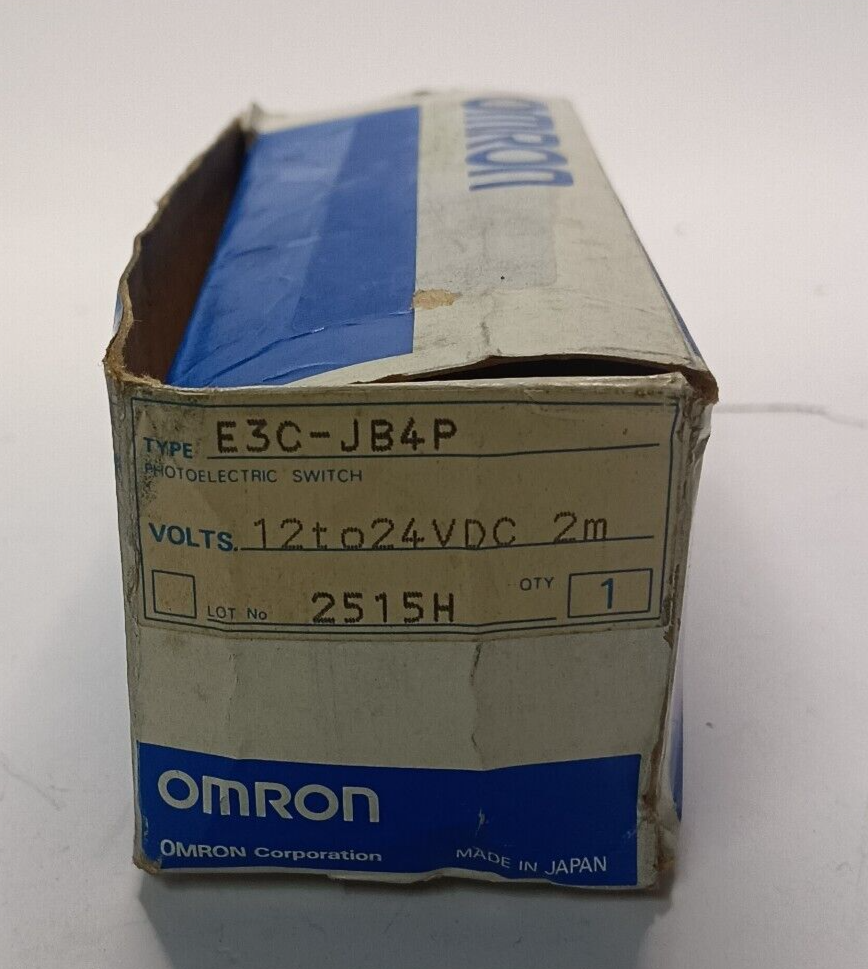 OMRON
TYPE E3C-JB4P
PHOTOELECTRIC SWITCH
VOLTS. 12to24VDC 2m
LOT No 2515H QTY 1
OMRON
OMRON Corporation MADE IN JAPAN